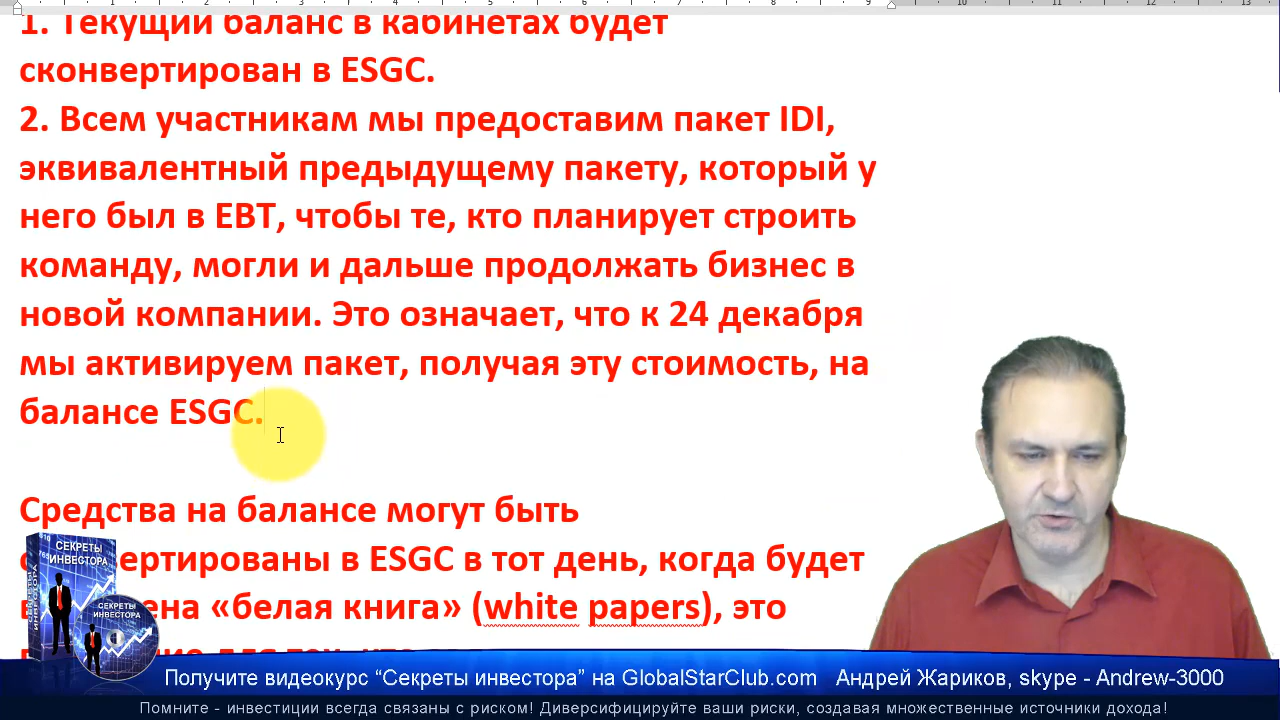 1. Текущий баланс в кабинетах будет
сконвертирован в ESGC.
2. Всем участникам мы предоставим пакет IDI,
эквивалентный предыдущему пакету, который у
него был в ЕВТ, чтобы те, кто планирует строить
команду, могли и дальше продолжать бизнес в
новой компании. Это означает, что к 24 декабря
мы активируем пакет, получая эту стоимость, на
балансе ESGC.
Средства на балансе могут быть
вертированы в ESGC в тот день, когда будет
ена «белая книга» (white papers), это
СЕКРЕТЫ
ИНВЕСТОРА
СЕКРЕТЫ
ИНВЕСТОРА
Получите видеокурс “Секреты инвестора” на GlobalStarClub.com Андрей Жариков, skype - Andrew-3000
Помните - инвестиции всегда связаны с риском! Диверсифицируйте ваши риски, создавая множественные источники дохода!